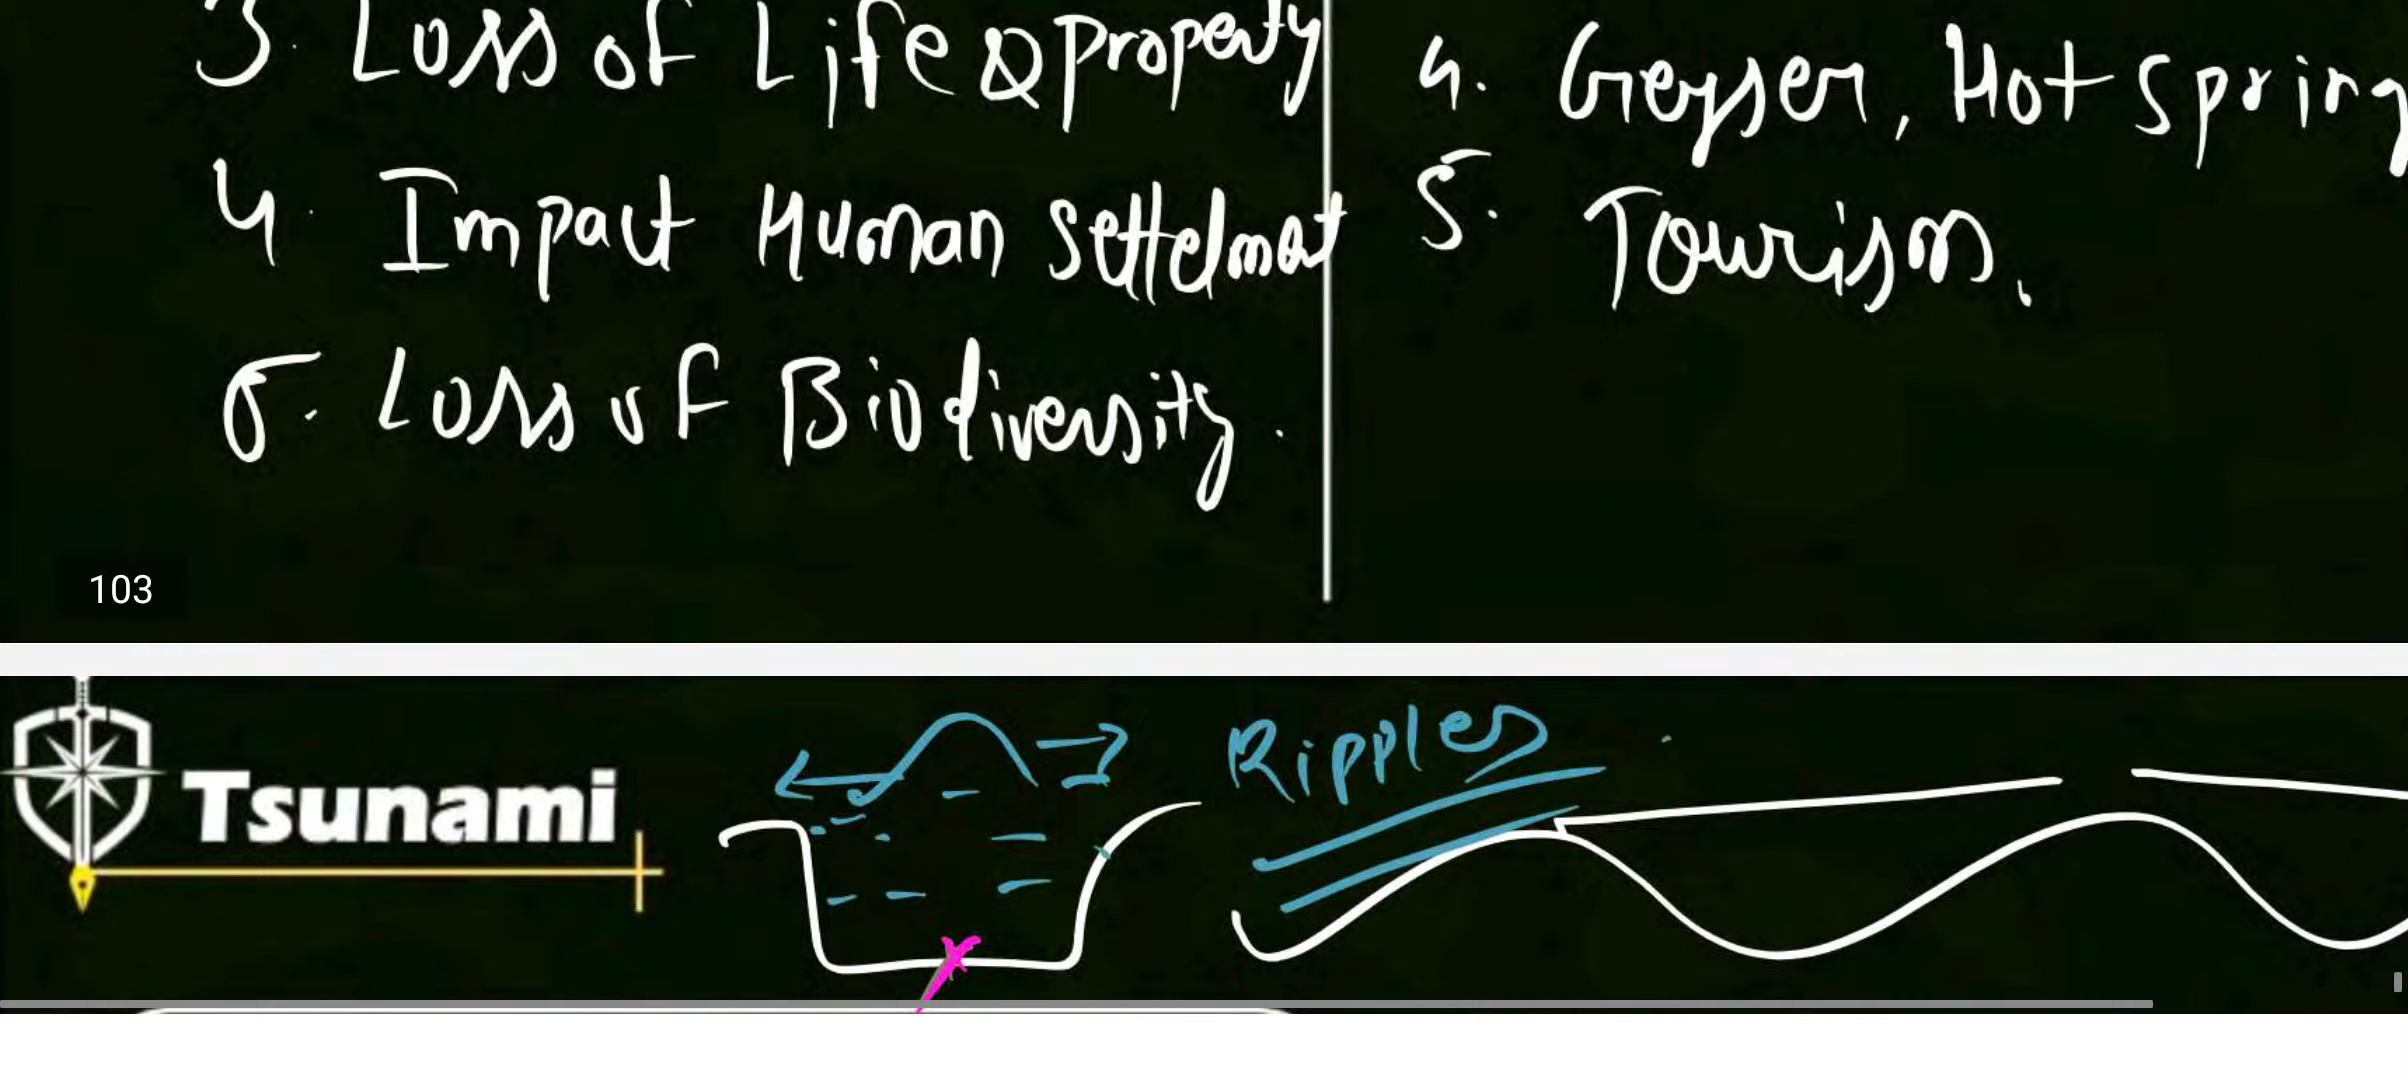 3. Loss of Life & property
4. Impact Human Settelmet
5. Loss of Biodiversity.
4. Geyser, Hot Spring
5. Tourism.
103
Tsunami
Ripples